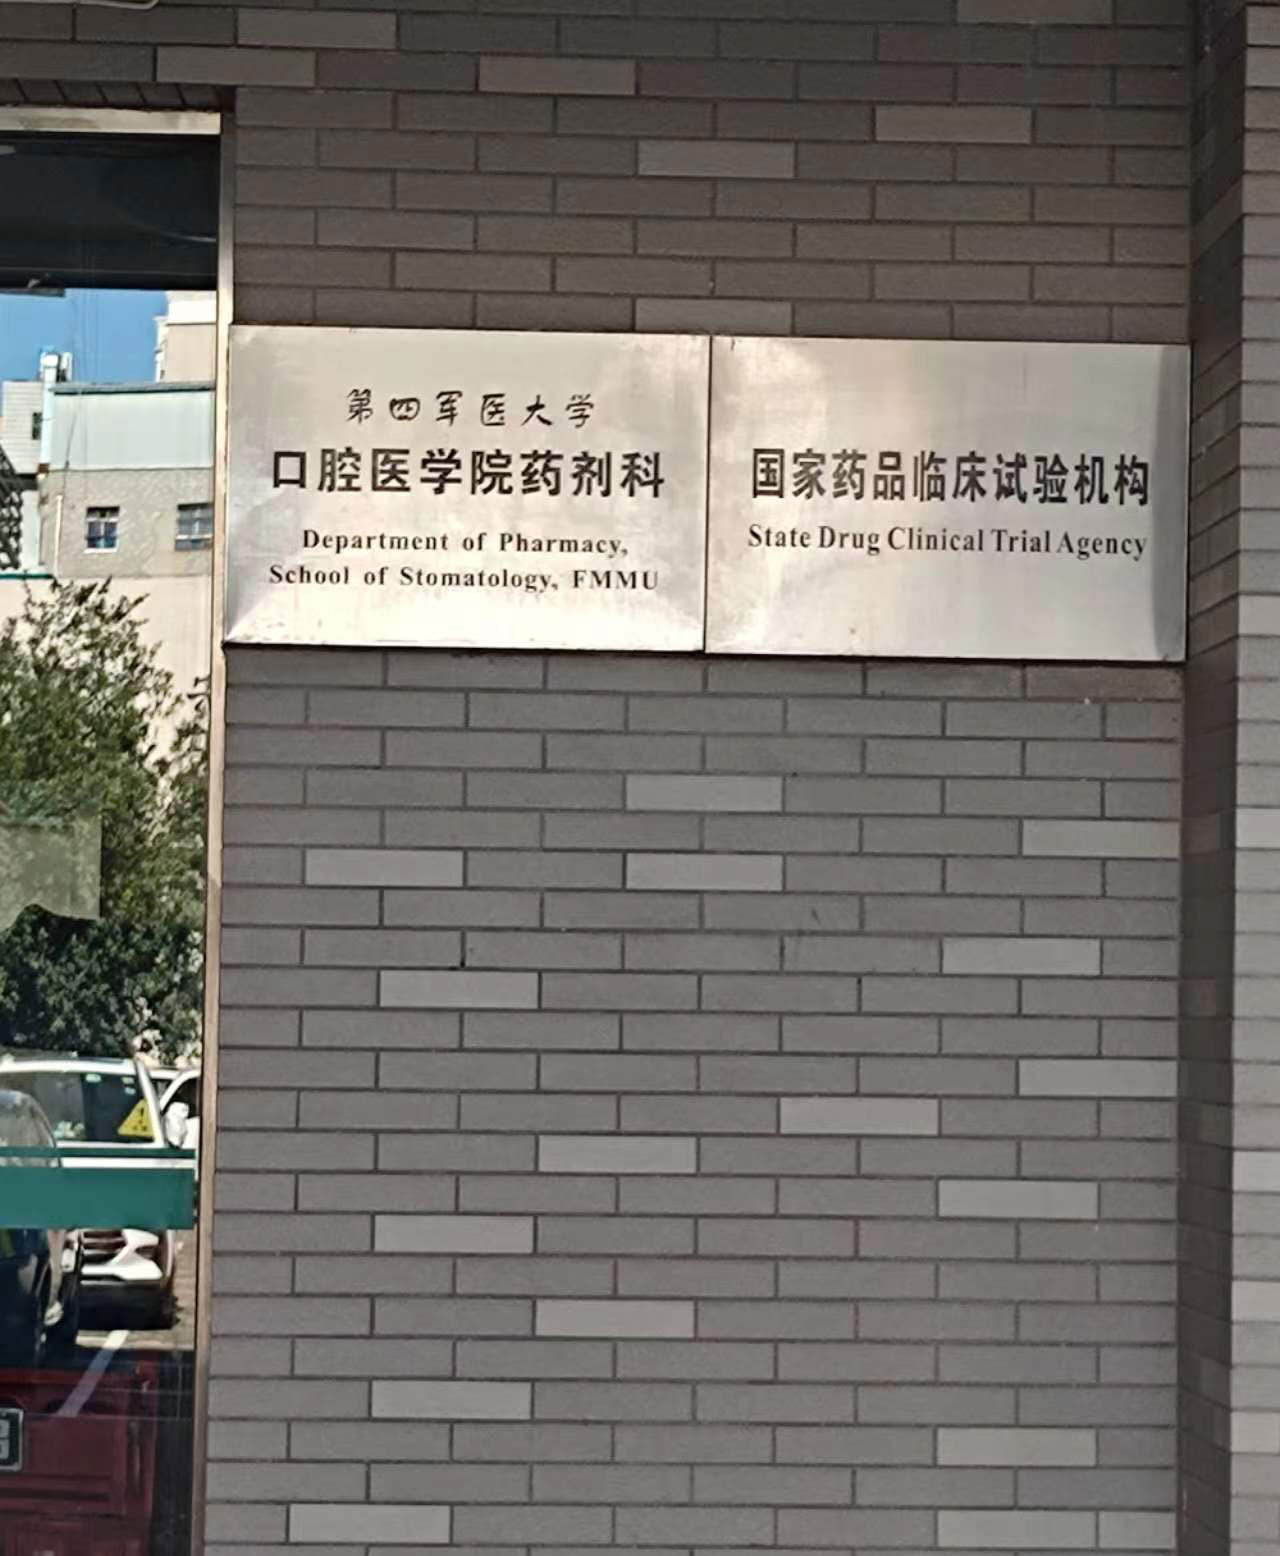 第四军医大学
口腔医学院药剂科
Department of Pharmacy,
School of Stomatology, FMMU
国家药品临床试验机构
State Drug Clinical Trial Agency